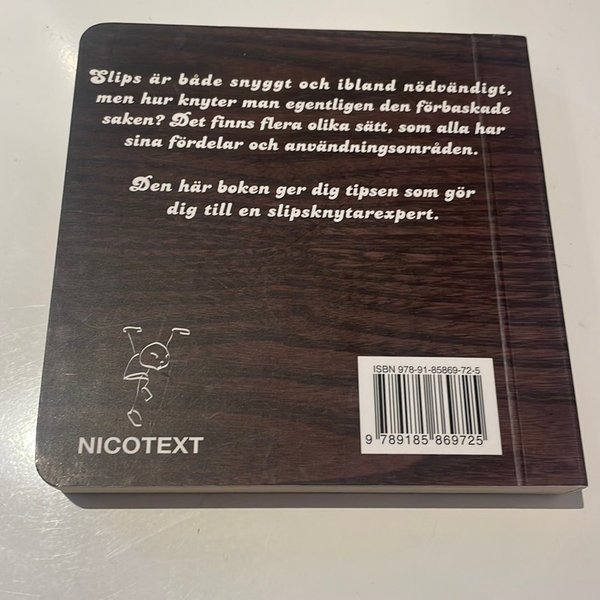 Slips är både snyggt och ibland nödvändigt,
men hur knyter man egentligen den förbaskade
saken? Det finns flera olika sätt, som alla har
sina fördelar och användningsområden.
Den här boken ger dig tipsen som gör
dig till en slipsknytarexpert.
NICOTEXT
ISBN 978-91-85869-72-5
9 789185 869725